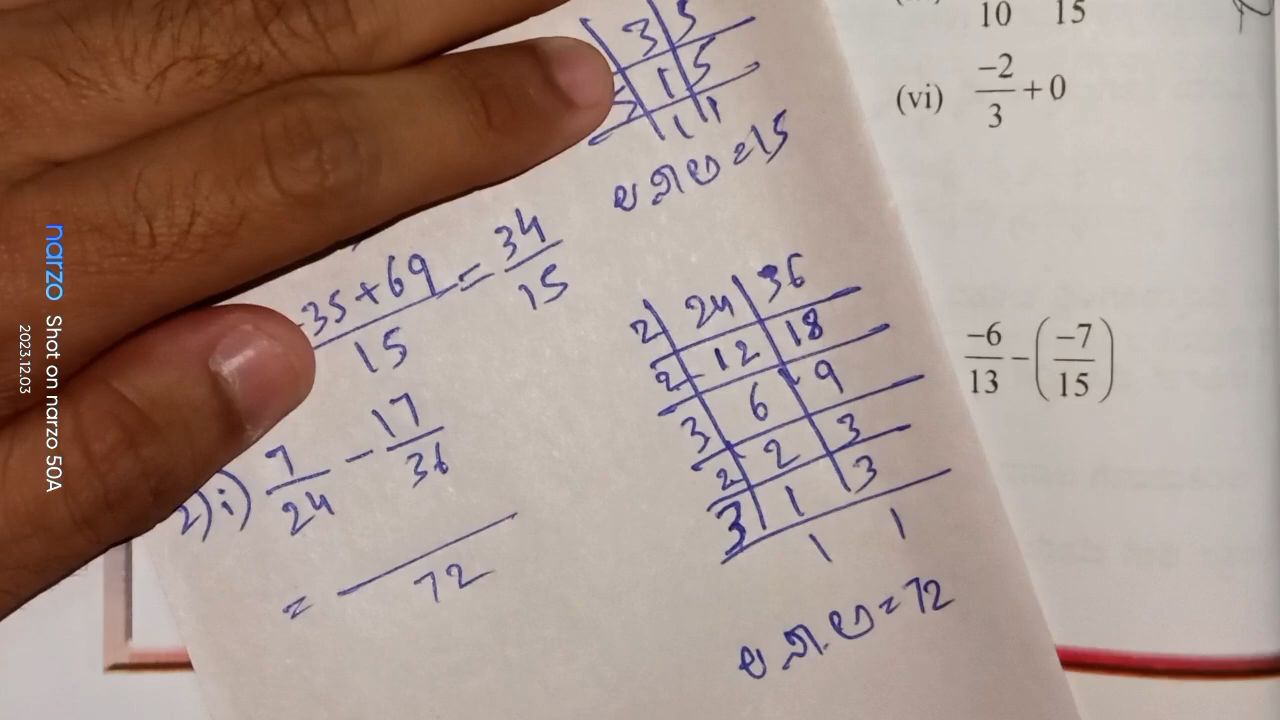 10 15
(vi) -2/3 + 0
3 5
1 5
1 1
લ.સા.અ = 15
-35+69/15 = 34/15
2 24 36
2 12 18
3 6 9
2 2 3
3 1 3
1 1
લ.સા.અ = 72
2) i) 7/24 - 17/36
= /72
-6/13 - (-7/15)
narzo Shot on narzo 50A
2023.12.03